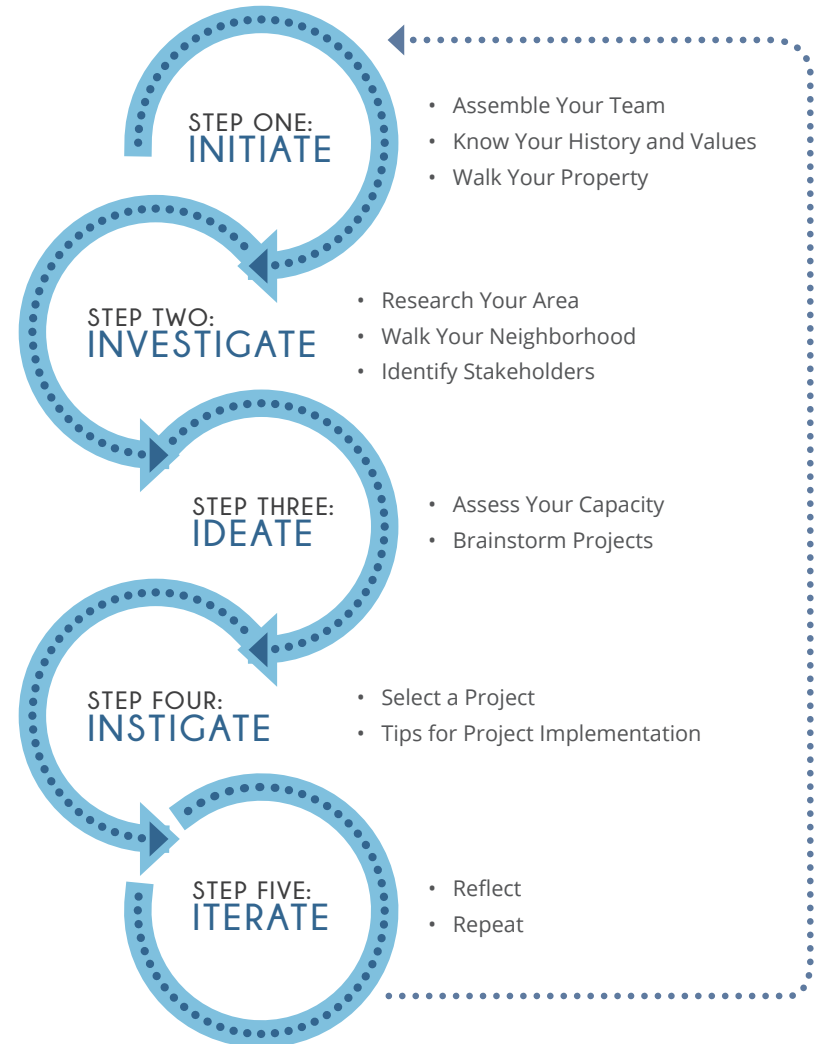 STEP ONE:
INITIATE
• Assemble Your Team
• Know Your History and Values
• Walk Your Property
STEP TWO:
INVESTIGATE
• Research Your Area
• Walk Your Neighborhood
• Identify Stakeholders
STEP THREE:
IDEATE
• Assess Your Capacity
• Brainstorm Projects
STEP FOUR:
INSTIGATE
• Select a Project
• Tips for Project Implementation
STEP FIVE:
ITERATE
• Reflect
• Repeat